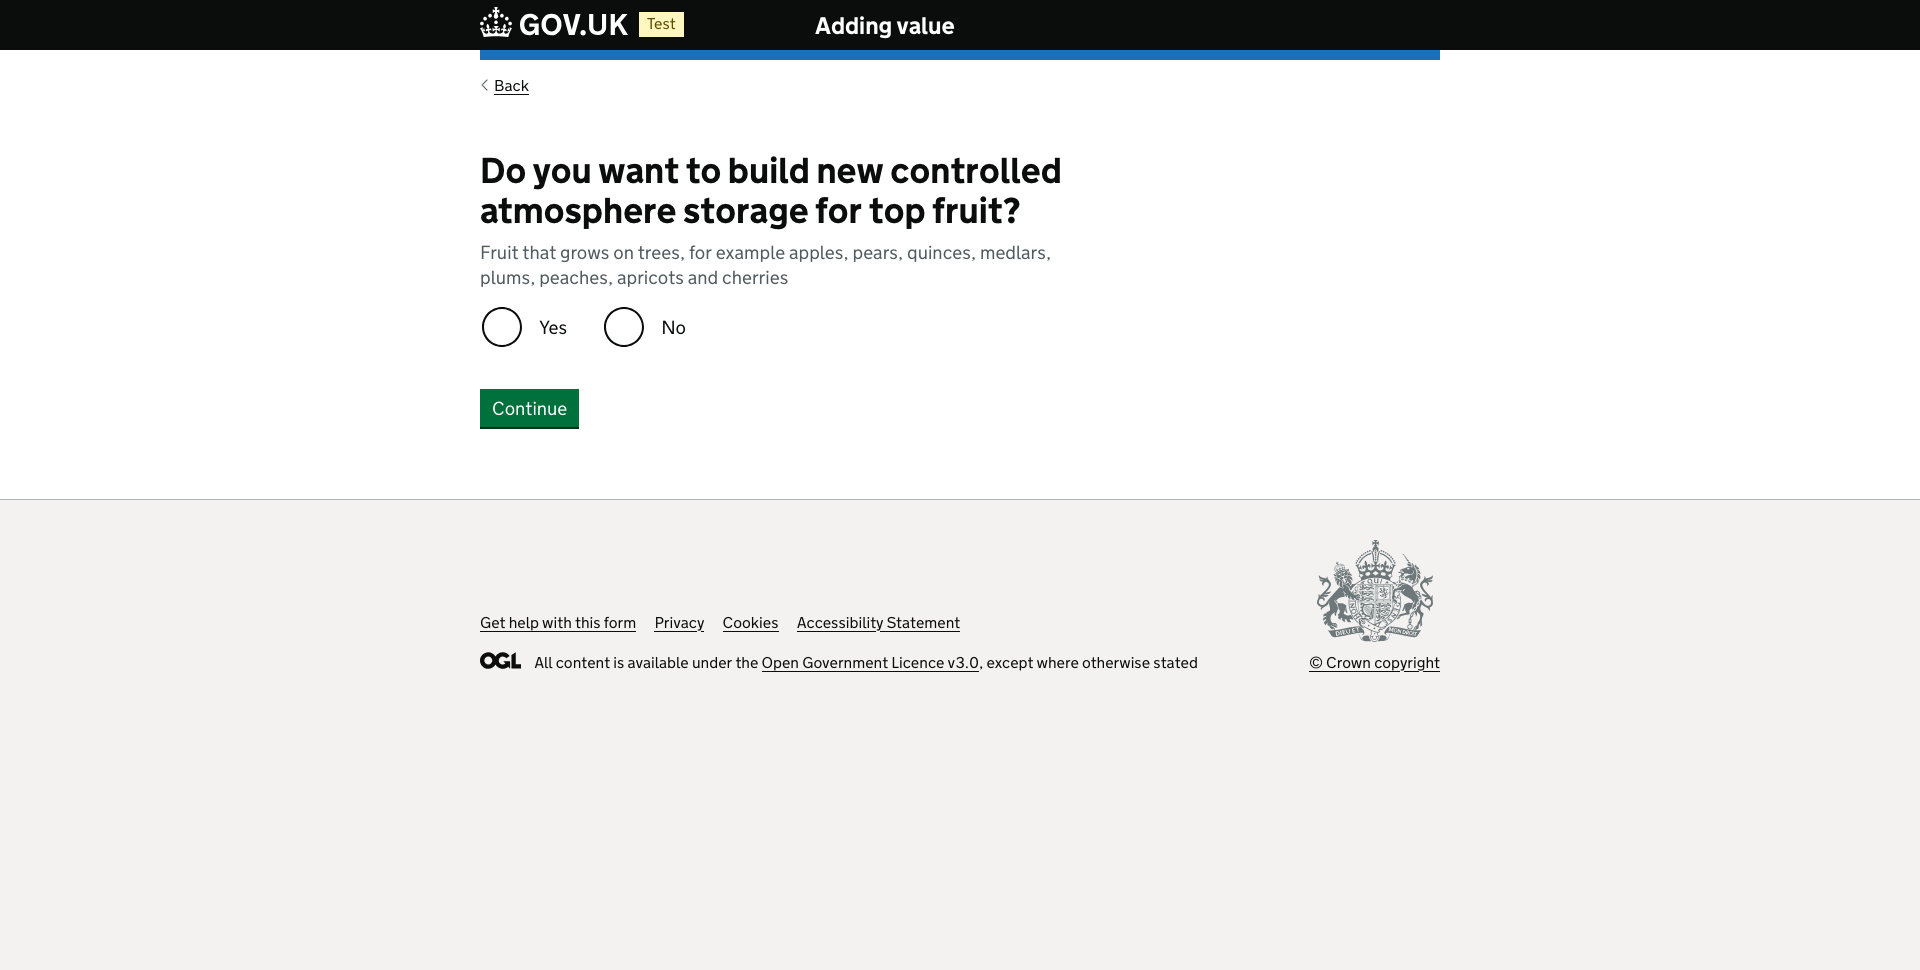 GOV.UK Test Adding value
Back
Do you want to build new controlled
atmosphere storage for top fruit?
Fruit that grows on trees, for example apples, pears, quinces, medlars,
plums, peaches, apricots and cherries
Yes No
Continue
Get help with this form Privacy Cookies Accessibility Statement
OGL All content is available under the Open Government Licence v3.0, except where otherwise stated
© Crown copyright